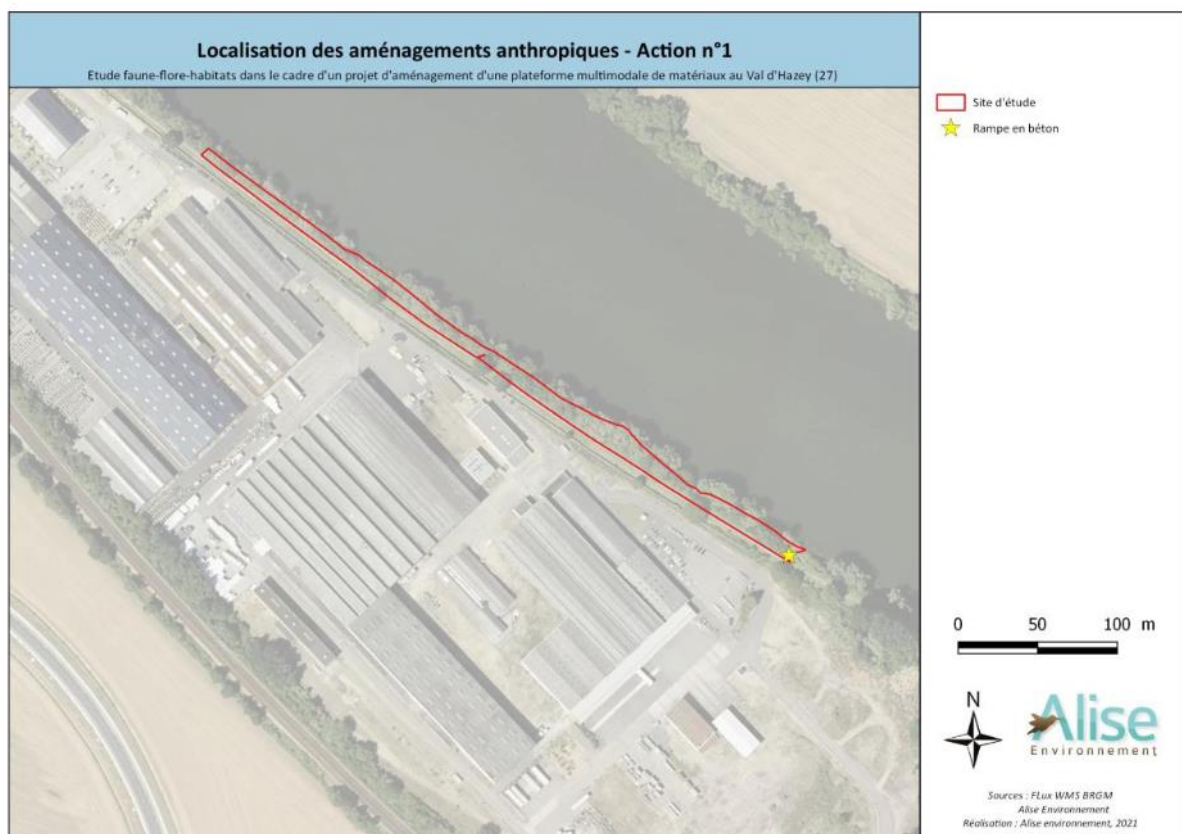 Localisation des aménagements anthropiques - Action n°1
Etude faune-flore-habitats dans le cadre d'un projet d'aménagement d'une plateforme multimodale de matériaux au Val d'Hazey (27)
Site d'étude
Rampe en béton
0 50 100 m
N
Alise
Environnement
Sources : FLux WMS BRGM
Alise Environnement
Réalisation : Alise environnement, 2021